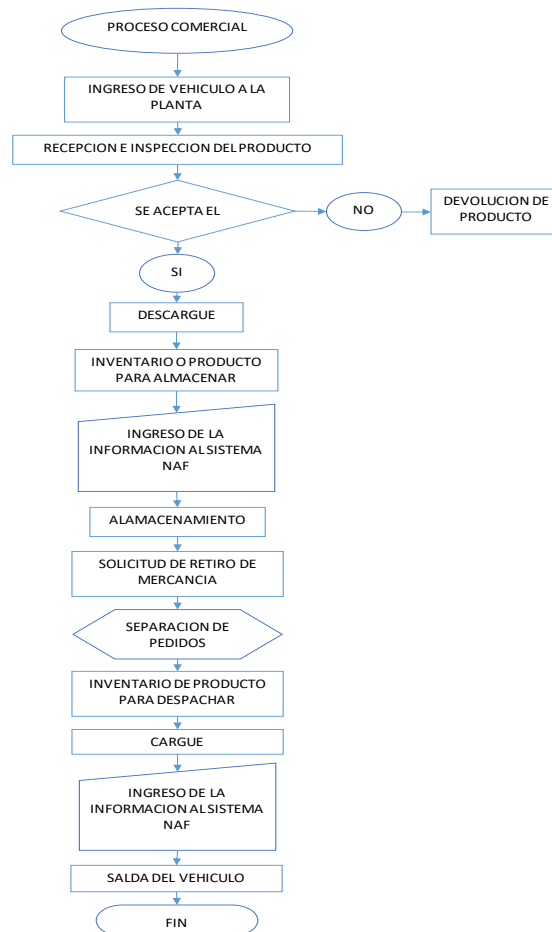 PROCESO COMERCIAL
INGRESO DE VEHICULO A LA
PLANTA
RECEPCION E INSPECCION DEL PRODUCTO
SE ACEPTA EL
NO
DEVOLUCION DE
PRODUCTO
SI
DESCARGUE
INVENTARIO O PRODUCTO
PARA ALMACENAR
INGRESO DE LA
INFORMACION AL SISTEMA
NAF
ALAMACENAMIENTO
SOLICITUD DE RETIRO DE
MERCANCIA
SEPARACION DE
PEDIDOS
INVENTARIO DE PRODUCTO
PARA DESPACHAR
CARGUE
INGRESO DE LA
INFORMACION AL SISTEMA
NAF
SALDA DEL VEHICULO
FIN